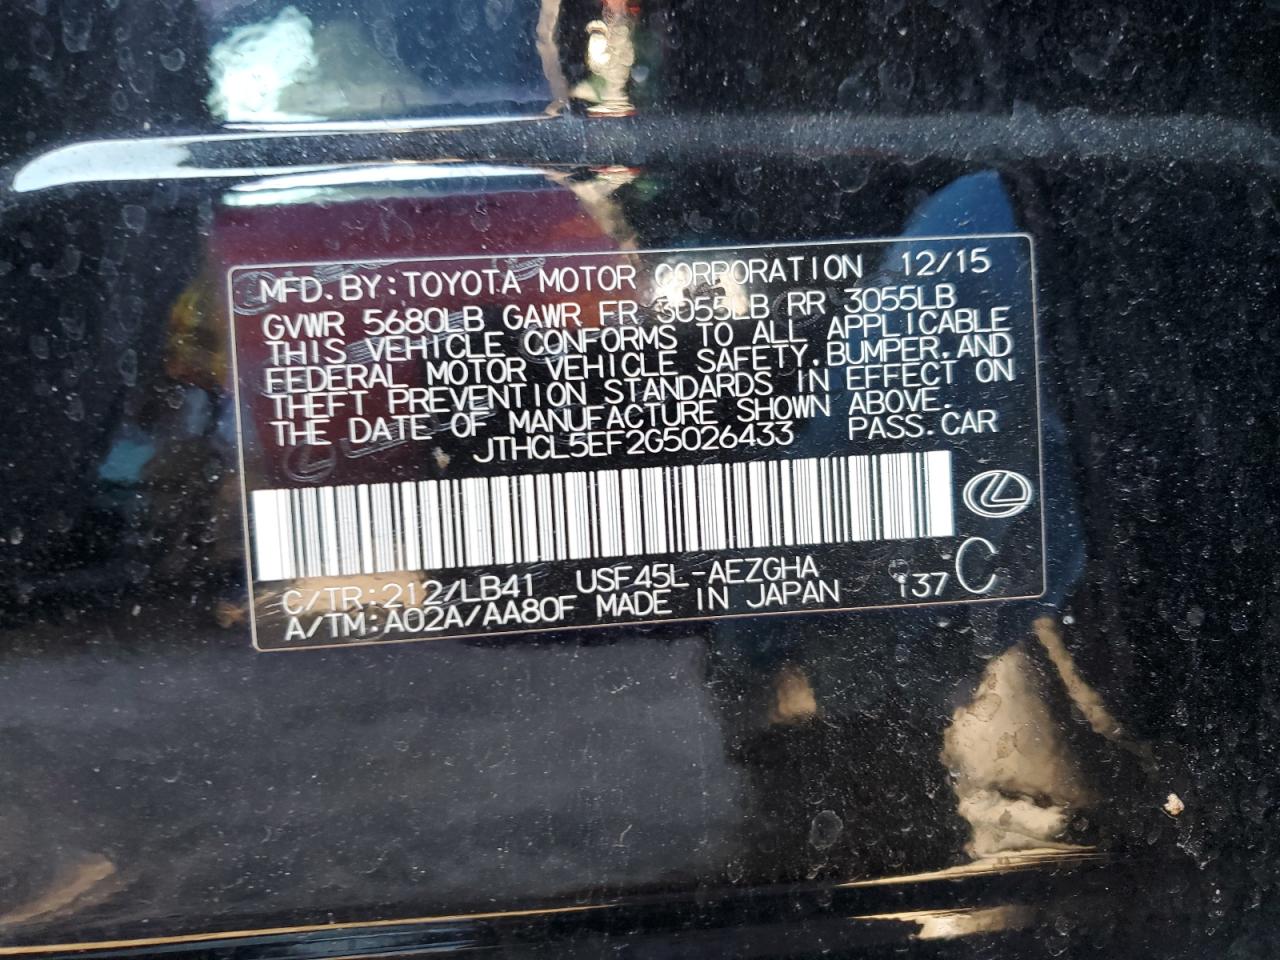 MFD.BY:TOYOTA MOTOR CORPORATION 12/15
GVWR 5680LB GAWR FR 3055LB RR 3055LB
THIS VEHICLE CONFORMS TO ALL APPLICABLE
FEDERAL MOTOR VEHICLE SAFETY,BUMPER,AND
THEFT PREVENTION STANDARDS IN EFFECT ON
THE DATE OF MANUFACTURE SHOWN ABOVE.
JTHCL5EF2G5026433 PASS.CAR
C/TR:212/LB41 USF45L-AEZGHA
A/TM:A02A/AA80F MADE IN JAPAN 137 C